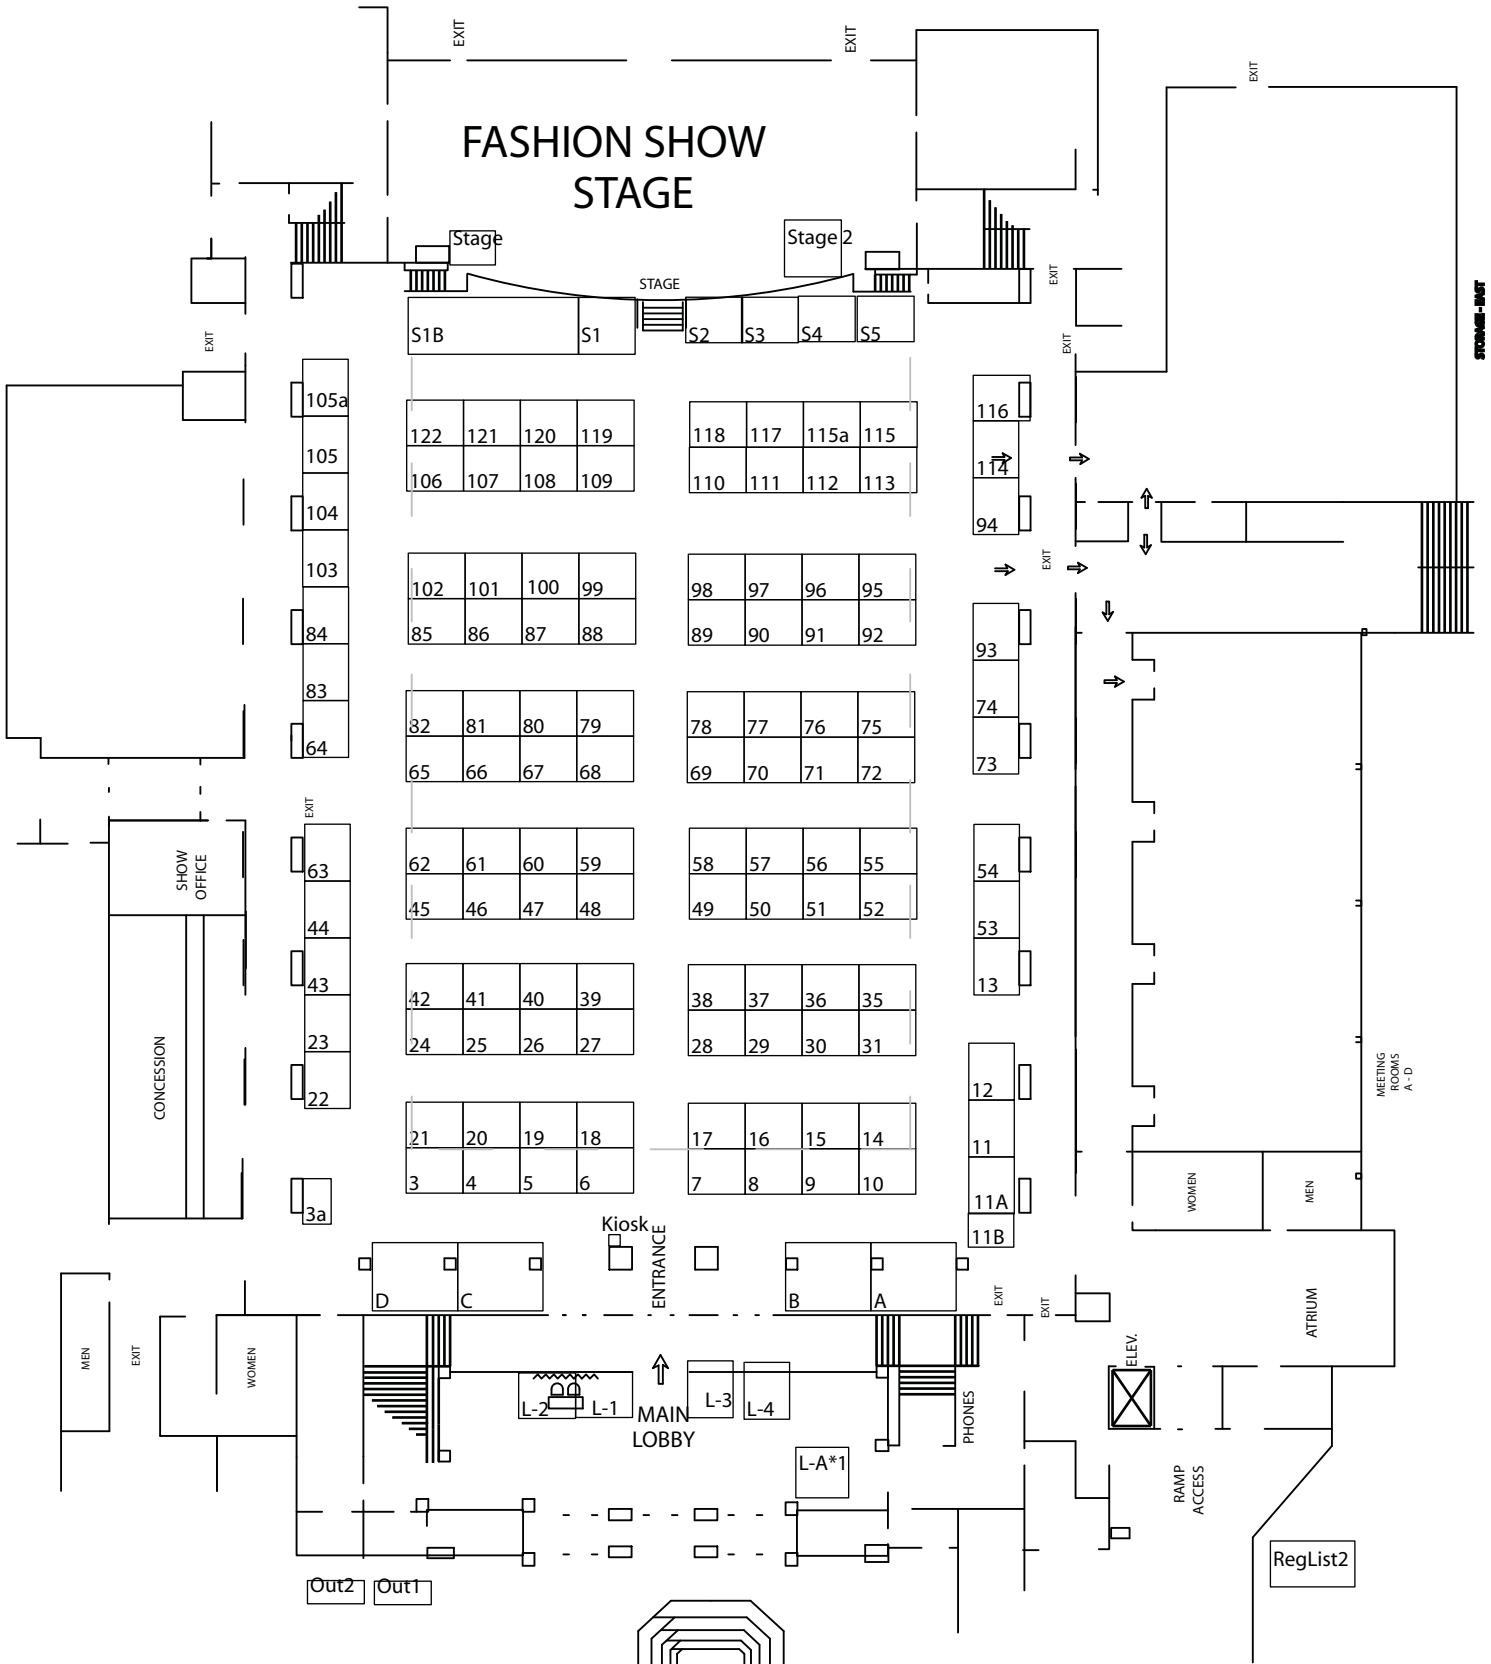 EXIT
EXIT
EXIT
FASHION SHOW
STAGE
Stage
Stage 2
STAGE
EXIT
STORAGE - EAST
EXIT
EXIT
S1B
S1
S2
S3
S4
S5
105a
116
122
121
120
119
118
117
115a
115
105
114
106
107
108
109
110
111
112
113
104
94
103
EXIT
102
101
100
99
98
97
96
95
84
85
86
87
88
89
90
91
92
93
83
74
82
81
80
79
78
77
76
75
64
65
66
67
68
69
70
71
72
73
EXIT
SHOW
OFFICE
63
62
61
60
59
58
57
56
55
54
44
45
46
47
48
49
50
51
52
53
43
42
41
40
39
38
37
36
35
13
23
24
25
26
27
28
29
30
31
CONCESSION
MEETING
ROOMS
A - D
22
12
21
20
19
18
17
16
15
14
11
3
4
5
6
7
8
9
10
WOMEN
MEN
11A
3a
Kiosk
11B
ENTRANCE
D
C
B
A
EXIT
EXIT
ATRIUM
MEN
EXIT
WOMEN
ELEV.
L-2
L-1
MAIN
LOBBY
L-3
L-4
PHONES
L-A*1
RAMP
ACCESS
RegList2
Out2
Out1